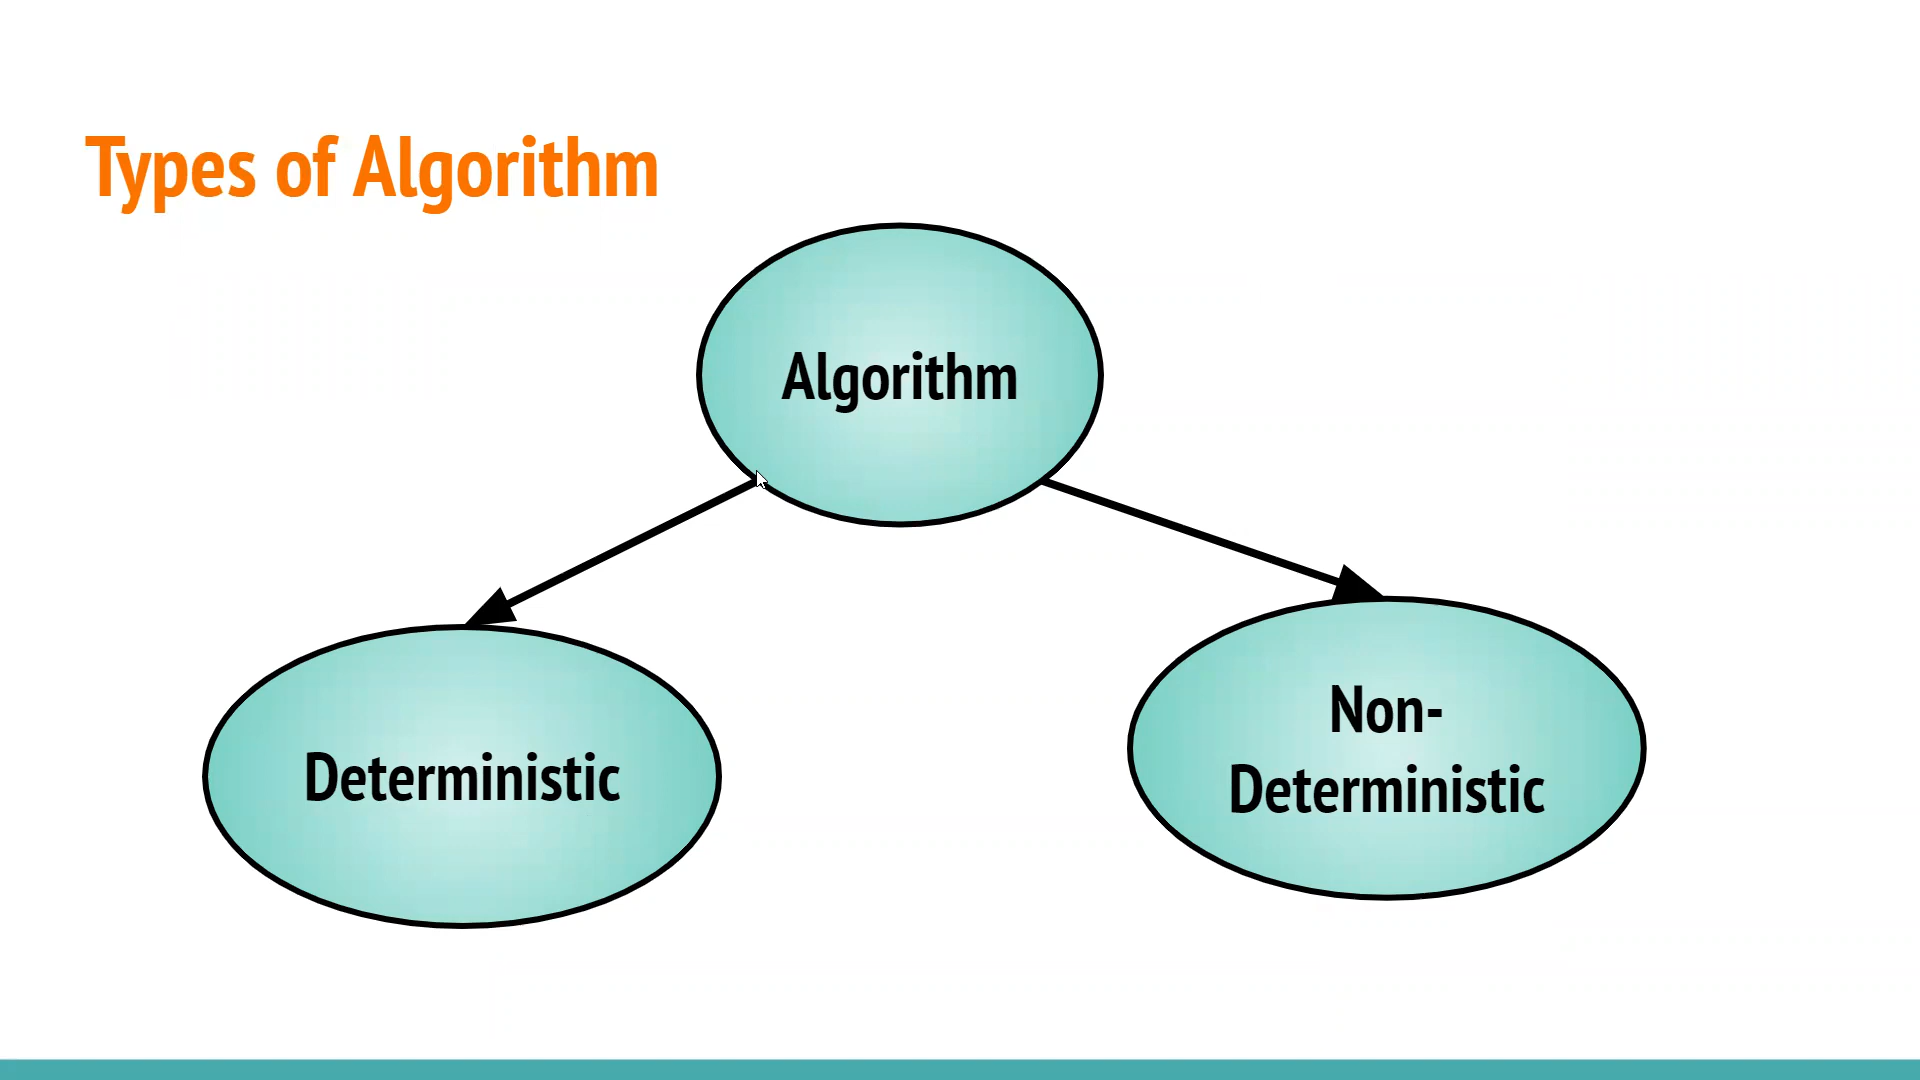 Types of Algorithm
Algorithm
Deterministic
Non-
Deterministic